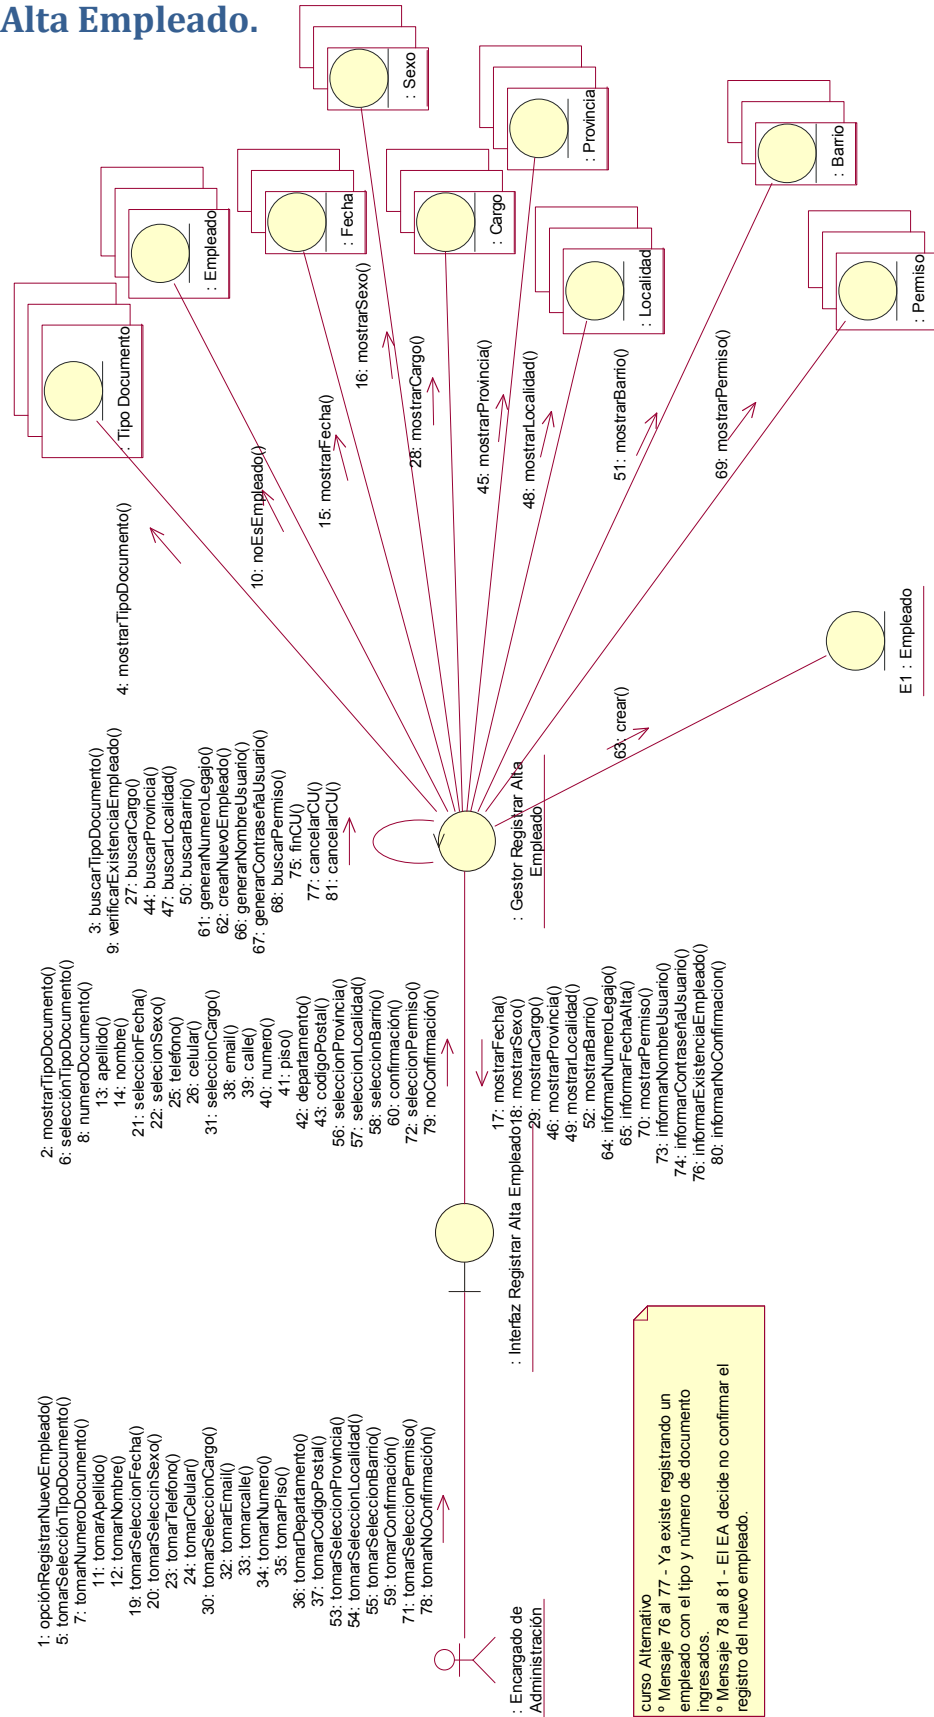 Alta Empleado.
1: opciónRegistrarNuevoEmpleado()
5: tomarSelecciónTipoDocumento()
7: tomarNumeroDocumento()
11: tomarApellido()
12: tomarNombre()
19: tomarSeleccionFecha()
20: tomarSeleccinSexo()
23: tomarTelefono()
24: tomarCelular()
30: tomarSeleccionCargo()
32: tomarEmail()
33: tomarcalle()
34: tomarNumero()
35: tomarPiso()
36: tomarDepartamento()
37: tomarCodigoPostal()
53: tomarSeleccionProvincia()
54: tomarSeleccionLocalidad()
55: tomarSeleccionBarrio()
59: tomarConfirmación()
71: tomarSeleccionPermiso()
78: tomarNoConfirmación()
: Encargado de
Administración
2: mostrarTipoDocumento()
6: selecciónTipoDocumento()
8: numeroDocumento()
13: apellido()
14: nombre()
21: seleccionFecha()
22: selecionSexo()
25: telefono()
26: celular()
31: seleccionCargo()
38: email()
39: calle()
40: numero()
41: piso()
42: departamento()
43: codigoPostal()
56: seleccionProvincia()
57: seleccionLocalidad()
58: seleccionBarrio()
60: confirmación()
72: seleccionPermiso()
79: noConfirmación()
17: mostrarFecha()
18: mostrarSexo()
29: mostrarCargo()
46: mostrarProvincia()
49: mostrarLocalidad()
52: mostrarBarrio()
64: informarNumeroLegajo()
65: informarFechaAlta()
70: mostrarPermiso()
73: informarNombreUsuario()
74: informarContraseñaUsuario()
76: informarExistenciaEmpleado()
80: informarNoConfirmacion()
: Interfaz Registrar Alta Empleado
3: buscarTipoDocumento()
9: verificarExistenciaEmpleado()
27: buscarCargo()
44: buscarProvincia()
47: buscarLocalidad()
50: buscarBarrio()
61: generarNumeroLegajo()
62: crearNuevoEmpleado()
66: generarNombreUsuario()
67: generarContraseñaUsuario()
68: buscarPermiso()
75: finCU()
77: cancelarCU()
81: cancelarCU()
: Gestor Registrar Alta
Empleado
4: mostrarTipoDocumento()
10: noEsEmpleado()
15: mostrarFecha()
16: mostrarSexo()
28: mostrarCargo()
45: mostrarProvincia()
48: mostrarLocalidad()
51: mostrarBarrio()
69: mostrarPermiso()
63: crear()
: Tipo Documento
: Empleado
: Fecha
: Sexo
: Cargo
: Provincia
: Localidad
: Barrio
: Permiso
E1 : Empleado
curso Alternativo
º Mensaje 76 al 77 - Ya existe registrando un
empleado con el tipo y número de documento
ingresados.
º Mensaje 78 al 81 - El EA decide no confirmar el
registro del nuevo empleado.